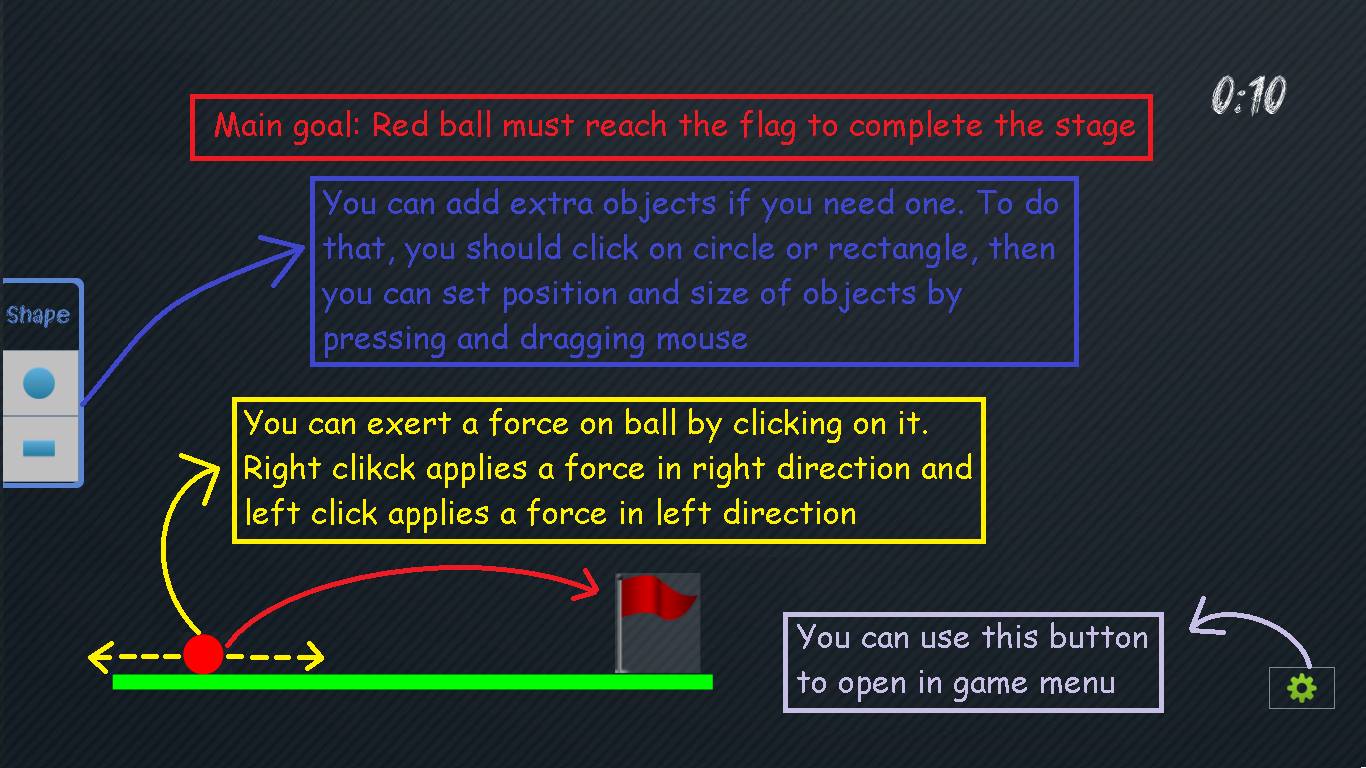 0:10
Main goal: Red ball must reach the flag to complete the stage
You can add extra objects if you need one. To do
that, you should click on circle or rectangle, then
you can set position and size of objects by
pressing and dragging mouse
Shape
You can exert a force on ball by clicking on it.
Right clikck applies a force in right direction and
left click applies a force in left direction
You can use this button
to open in game menu